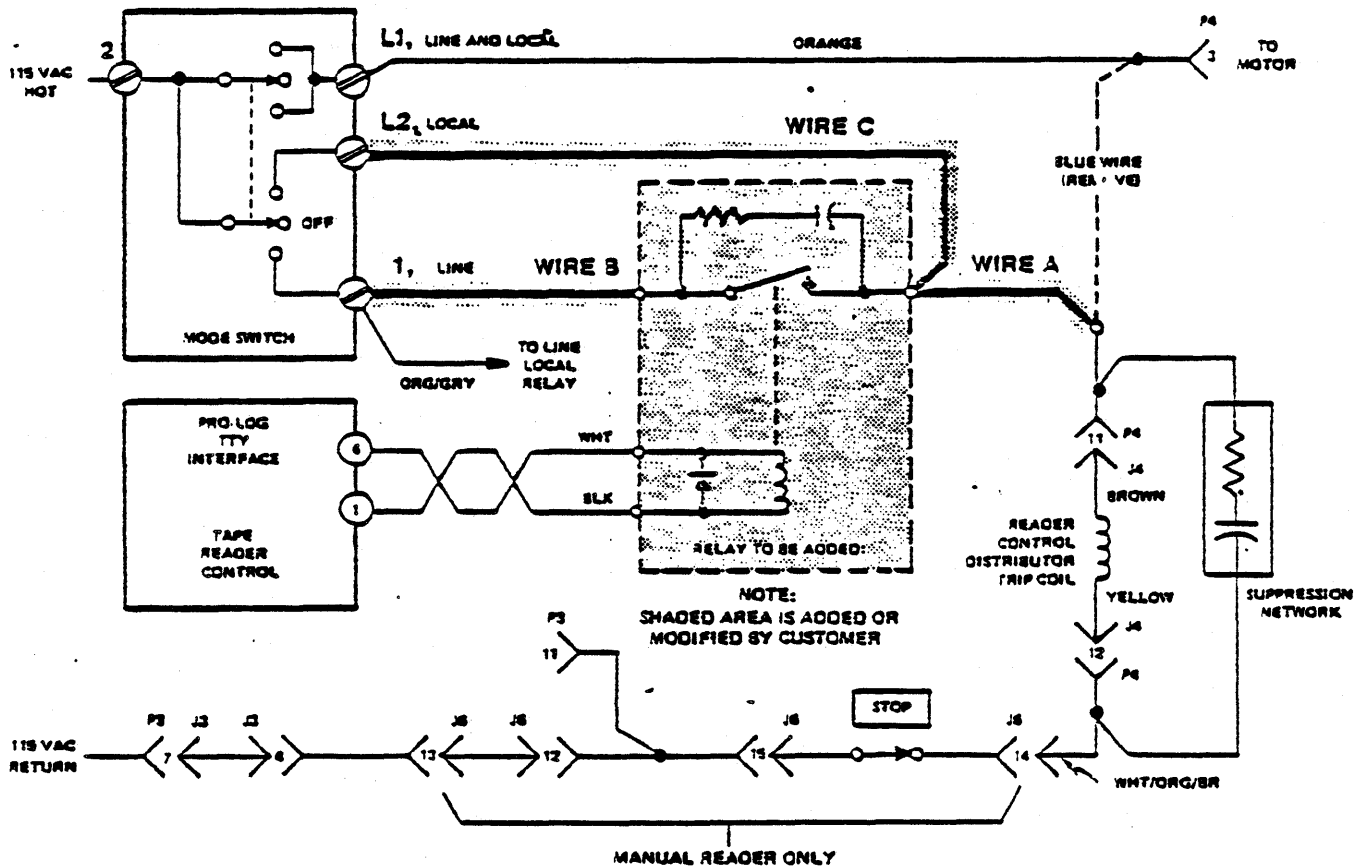 115 VAC
HOT
2
L1, LINE AND LOCAL
ORANGE
P4
3
TO
MOTOR
L2, LOCAL
WIRE C
BLUE WIRE
OFF
1, LINE
WIRE B
WIRE A
MODE SWITCH
ORG/GRY
TO LINE
LOCAL
RELAY
PRO-LOG
TTY
INTERFACE
6
1
TAPE
READER
CONTROL
WHT
BLK
RELAY TO BE ADDED:
NOTE:
SHADED AREA IS ADDED OR
MODIFIED BY CUSTOMER
11
P4
J4
BROWN
READER
CONTROL
DISTRIBUTOR
TRIP COIL
YELLOW
J4
12
P4
SUPPRESSION
NETWORK
P3
11
STOP
115 VAC
RETURN
P3
7
J3
J3
J6
13
J6
12
15
J6
J6
14
WHT/ORG/BR
MANUAL READER ONLY